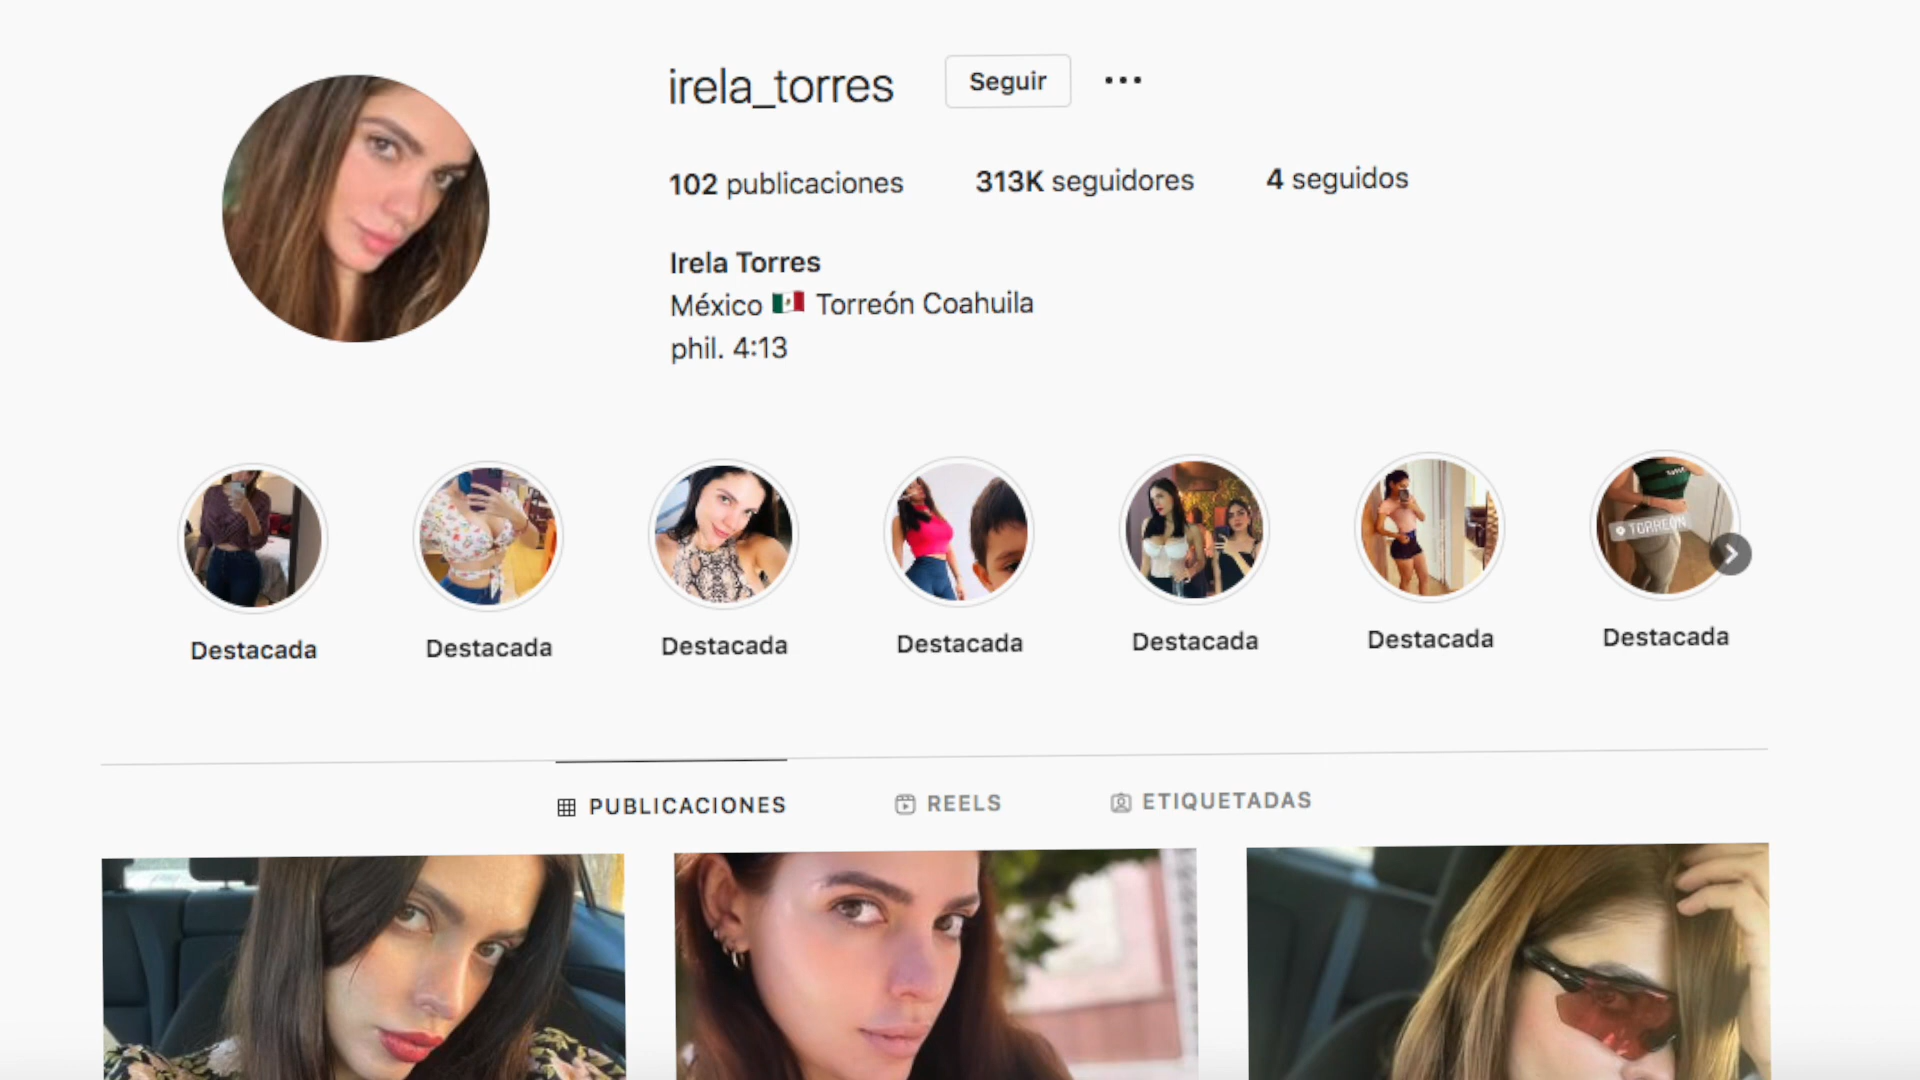 irela_torres Seguir
102 publicaciones 313K seguidores 4 seguidos
Irela Torres
México 🇲🇽 Torreón Coahuila
phil. 4:13
TORREÓN
Destacada Destacada Destacada Destacada Destacada Destacada Destacada
PUBLICACIONES REELS ETIQUETADAS